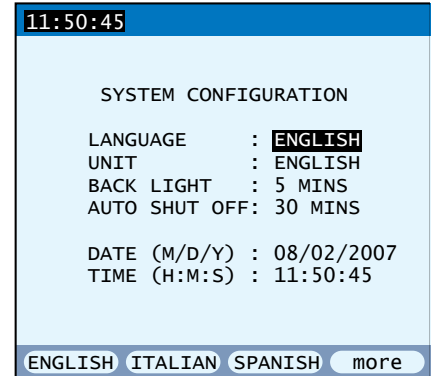 11:50:45
SYSTEM CONFIGURATION
LANGUAGE : ENGLISH
UNIT : ENGLISH
BACK LIGHT : 5 MINS
AUTO SHUT OFF: 30 MINS
DATE (M/D/Y) : 08/02/2007
TIME (H:M:S) : 11:50:45
ENGLISH ITALIAN SPANISH more